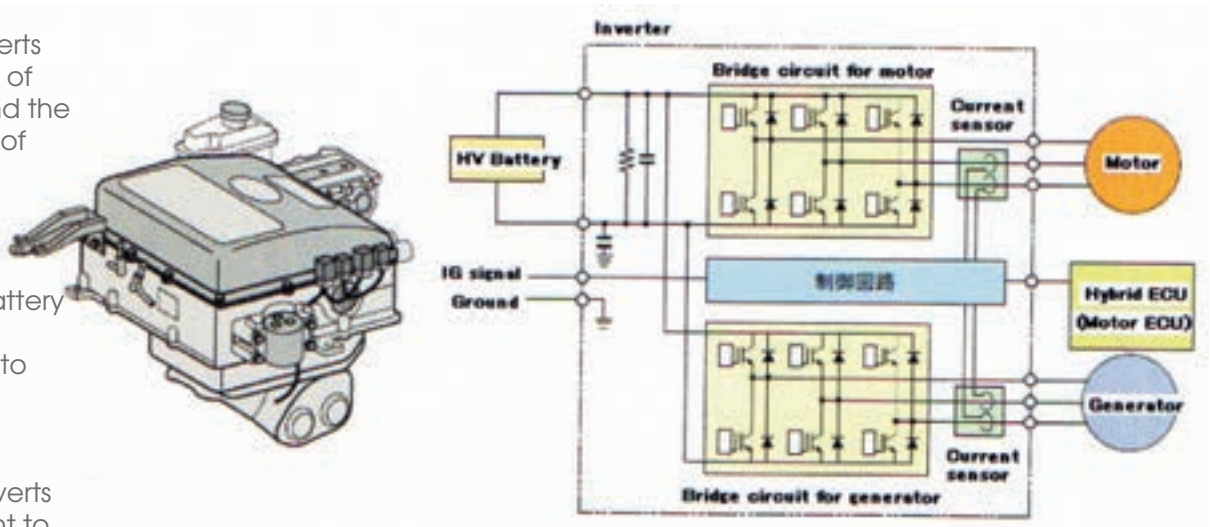 erts
of
nd the
of
attery
to
verts
nt to
Inverter
Bridge circuit for motor
Current
sensor
HV Battery
Motor
IG signal
Ground
制御回路
Hybrid ECU
(Motor ECU)
Generator
Current
sensor
Bridge circuit for generator